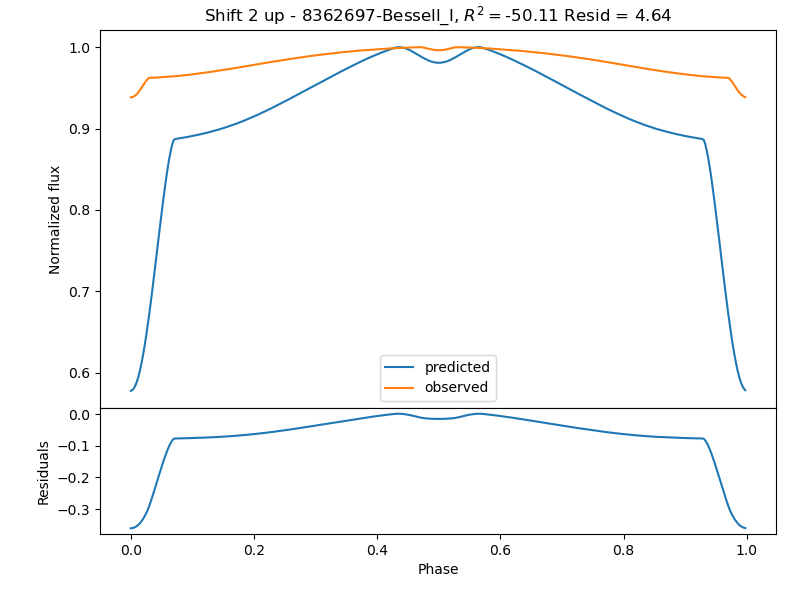 Shift 2 up - 8362697-Bessell_I, R² = -50.11 Resid = 4.64
1.0
0.9
0.8
0.7
0.6
Normalized flux
predicted
observed
0.0
−0.1
−0.2
−0.3
Residuals
0.0 0.2 0.4 0.6 0.8 1.0
Phase